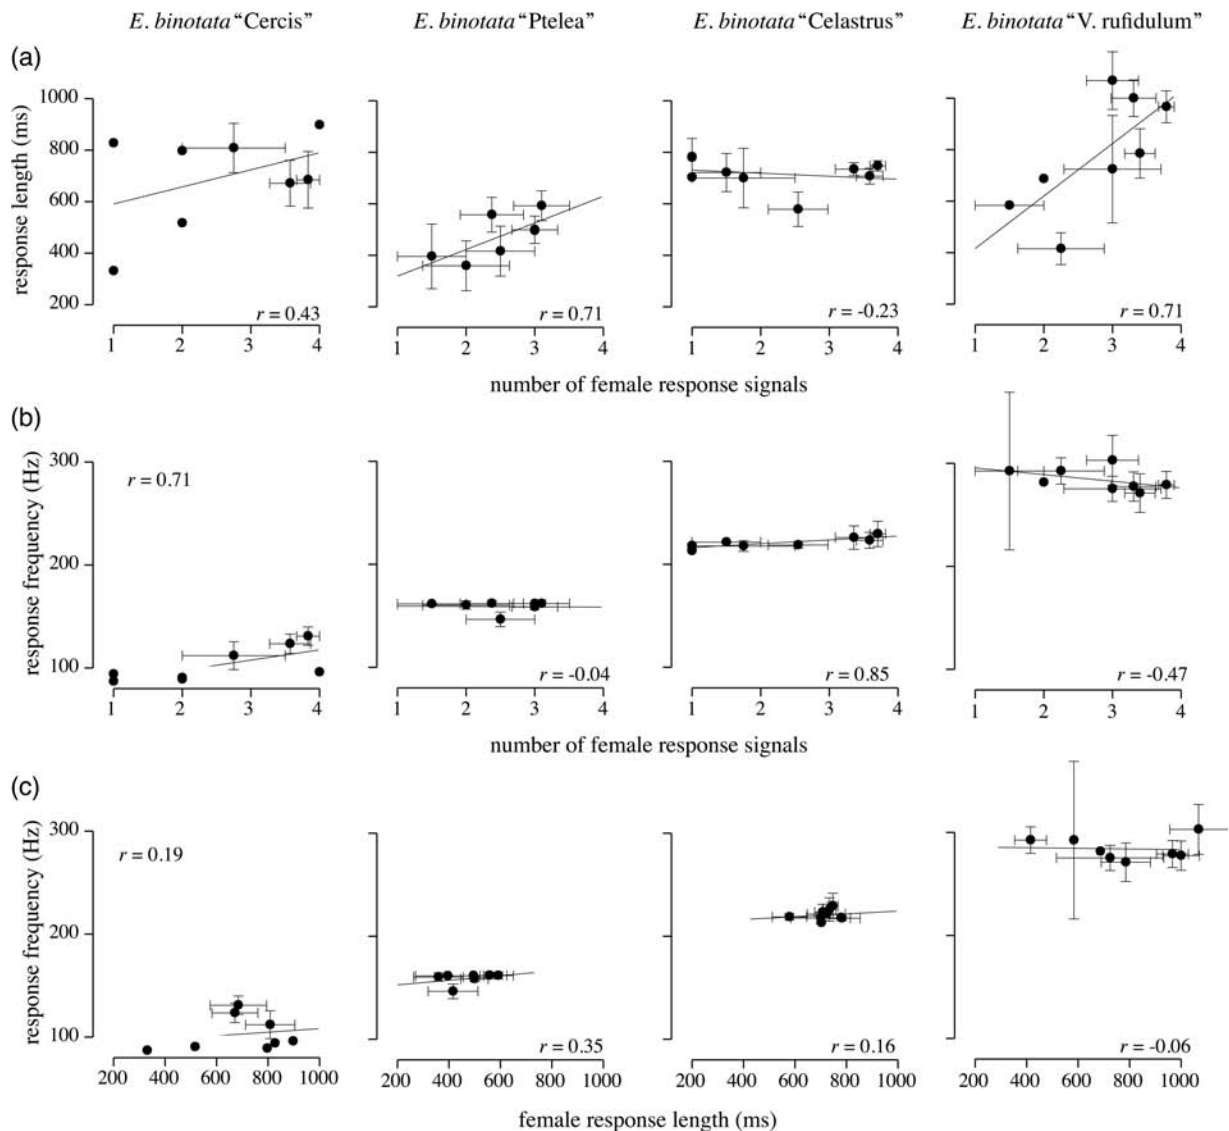 E. binotata “Cercis” E. binotata “Ptelea” E. binotata “Celastrus” E. binotata “V. rufidulum”
(a)
response length (ms)
1000
800
600
400
200
r = 0.43 r = 0.71 r = -0.23 r = 0.71
1 2 3 4 1 2 3 4 1 2 3 4 1 2 3 4
number of female response signals
(b)
response frequency (Hz)
300
200
100
r = 0.71 r = -0.04 r = 0.85 r = -0.47
1 2 3 4 1 2 3 4 1 2 3 4 1 2 3 4
number of female response signals
(c)
response frequency (Hz)
300
200
100
r = 0.19 r = 0.35 r = 0.16 r = -0.06
200 400 600 800 1000 200 400 600 800 1000 200 400 600 800 1000 200 400 600 800 1000
female response length (ms)